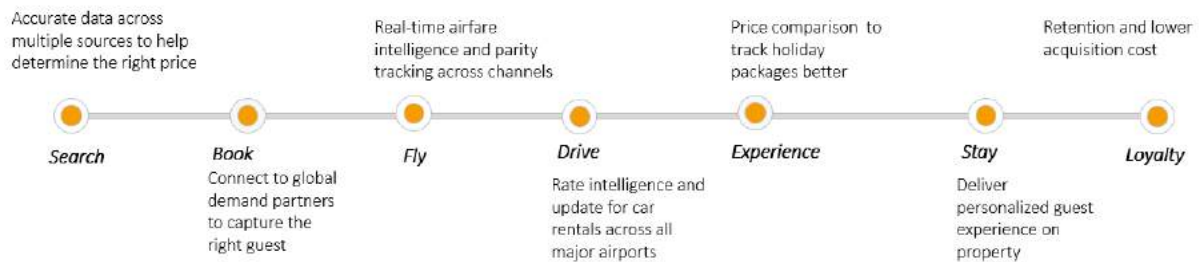 Accurate data across
multiple sources to help
determine the right price
Search
Book
Connect to global
demand partners
to capture the
right guest
Real-time airfare
intelligence and parity
tracking across channels
Fly
Drive
Rate intelligence and
update for car
rentals across all
major airports
Price comparison to
track holiday
packages better
Experience
Stay
Deliver
personalized guest
experience on
property
Retention and lower
acquisition cost
Loyalty